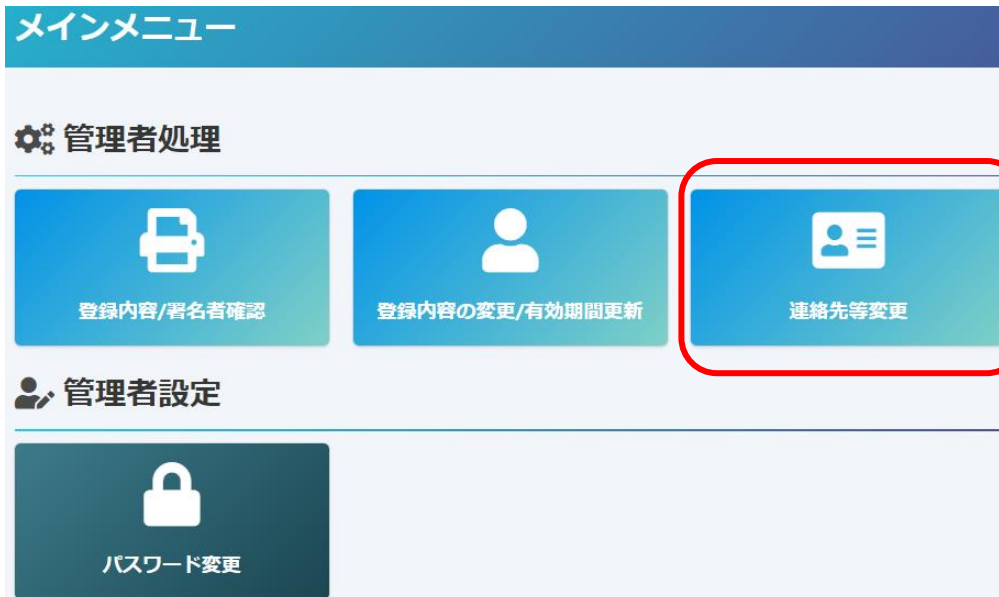 メインメニュー
管理者処理
登録内容/署名者確認
登録内容の変更/有効期間更新
連絡先等変更
管理者設定
パスワード変更